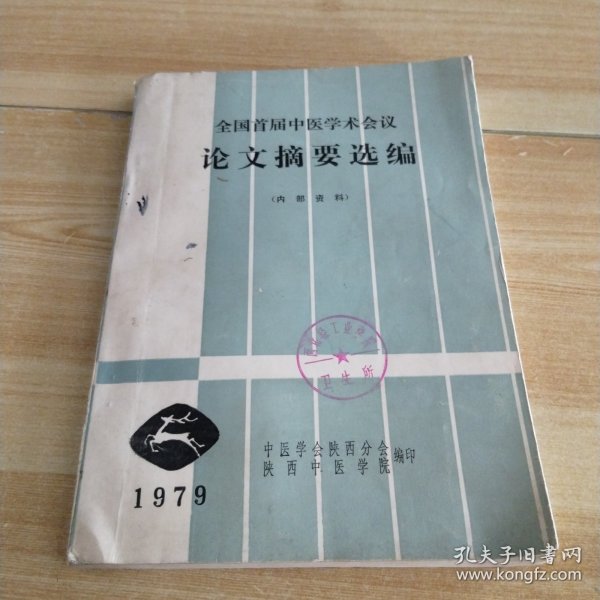 全国首届中医学术会议
论文摘要选编
（内部资料）
卫生所
中医学会陕西分会
陕西中医学院
编印
1979
孔夫子旧书网
www.kongfz.com